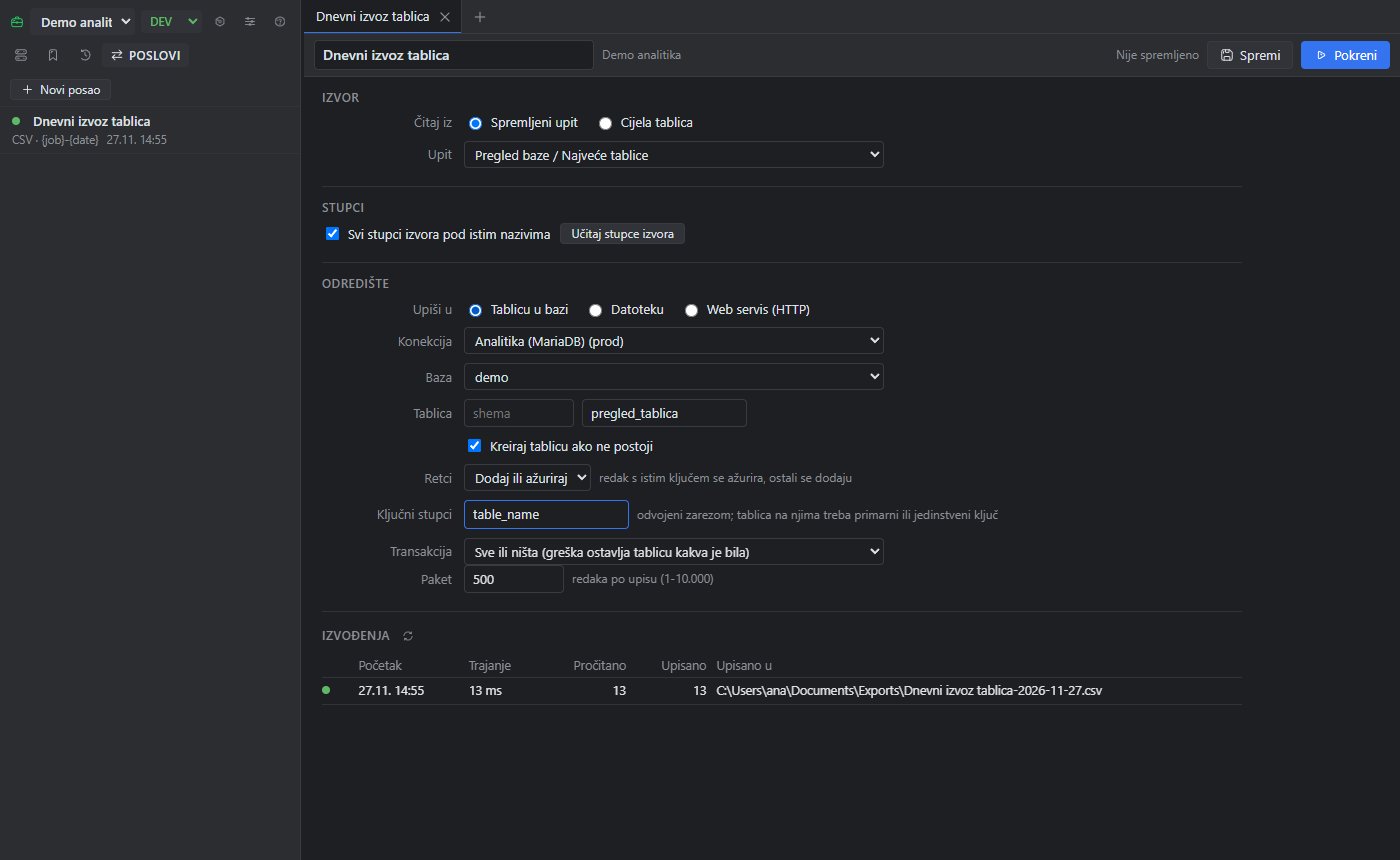 Demo analit DEV
POSLOVI
Novi posao
Dnevni izvoz tablica
CSV · {job}-{date} 27.11. 14:55
Dnevni izvoz tablica
Dnevni izvoz tablica Demo analitika Nije spremljeno Spremi Pokreni
IZVOR
Čitaj iz Spremljeni upit Cijela tablica
Upit Pregled baze / Najveće tablice
STUPCI
Svi stupci izvora pod istim nazivima Učitaj stupce izvora
ODREDIŠTE
Upiši u Tablicu u bazi Datoteku Web servis (HTTP)
Konekcija Analitika (MariaDB) (prod)
Baza demo
Tablica shema pregled_tablica
Kreiraj tablicu ako ne postoji
Retci Dodaj ili ažuriraj redak s istim ključem se ažurira, ostali se dodaju
Ključni stupci table_name odvojeni zarezom; tablica na njima treba primarni ili jedinstveni ključ
Transakcija Sve ili ništa (greška ostavlja tablicu kakva je bila)
Paket 500 redaka po upisu (1-10.000)
IZVOĐENJA
Početak Trajanje Pročitano Upisano Upisano u
27.11. 14:55 13 ms 13 13 C:\Users\ana\Documents\Exports\Dnevni izvoz tablica-2026-11-27.csv